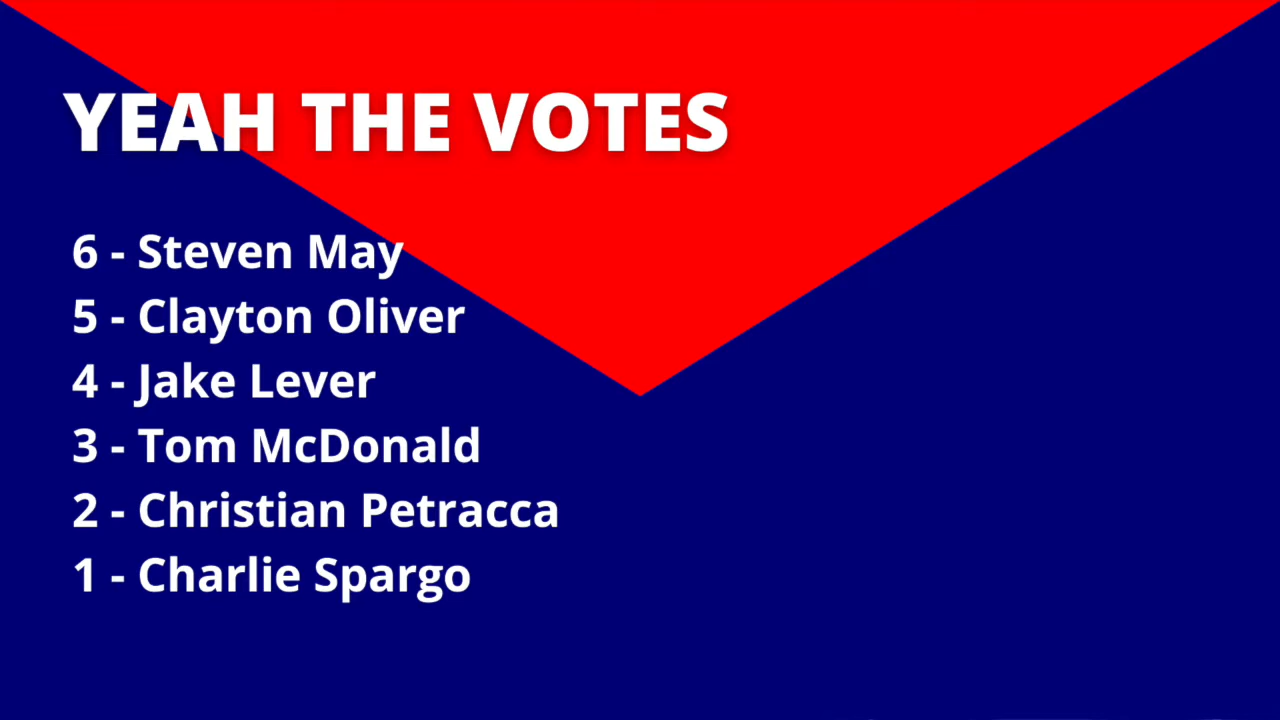 YEAH THE VOTES
6 - Steven May
5 - Clayton Oliver
4 - Jake Lever
3 - Tom McDonald
2 - Christian Petracca
1 - Charlie Spargo